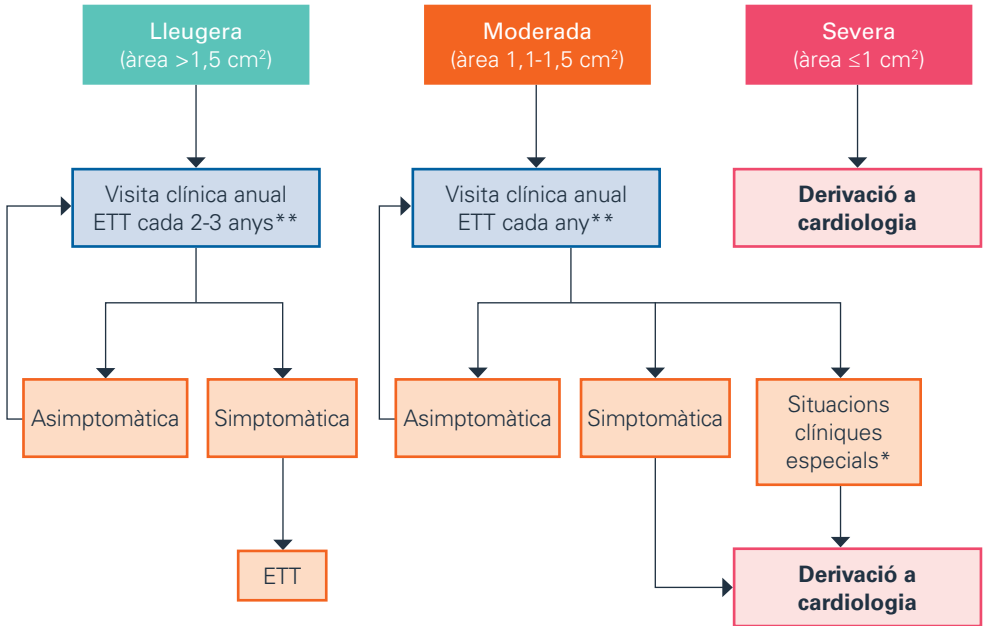 Lleugera
(àrea >1,5 cm²)
Moderada
(àrea 1,1-1,5 cm²)
Severa
(àrea ≤1 cm²)
Visita clínica anual
ETT cada 2-3 anys**
Visita clínica anual
ETT cada any**
Derivació a
cardiologia
Asimptomàtica
Simptomàtica
Asimptomàtica
Simptomàtica
Situacions
clíniques
especials*
ETT
Derivació a
cardiologia